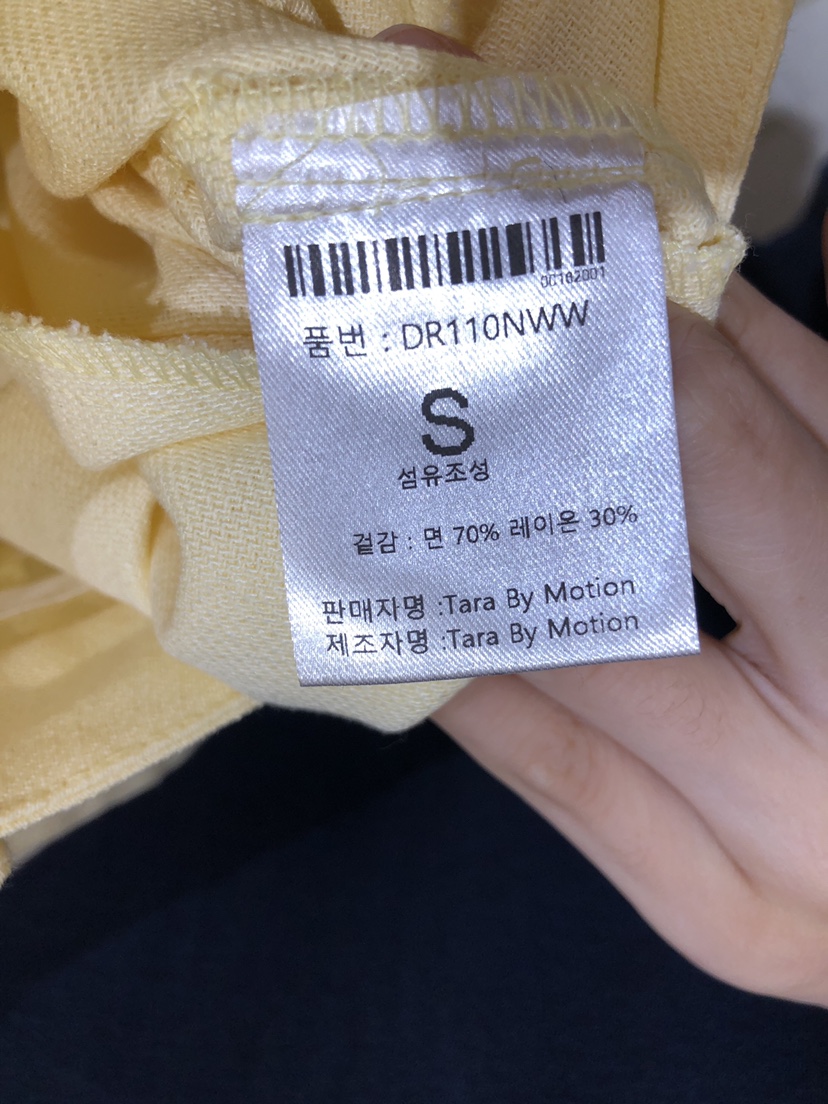 00182001
품번 : DR110NWW
S
섬유조성
겉감 : 면 70% 레이온 30%
판매자명 :Tara By Motion
제조자명 :Tara By Motion